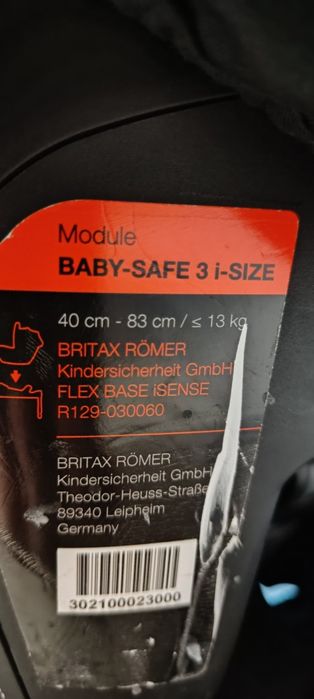 Module
BABY-SAFE 3 i-SIZE
40 cm - 83 cm / ≤ 13 kg
BRITAX RÖMER
Kindersicherheit GmbH
FLEX BASE iSENSE
R129-030060
BRITAX RÖMER
Kindersicherheit GmbH
Theodor-Heuss-Straße
89340 Leipheim
Germany
302100023000